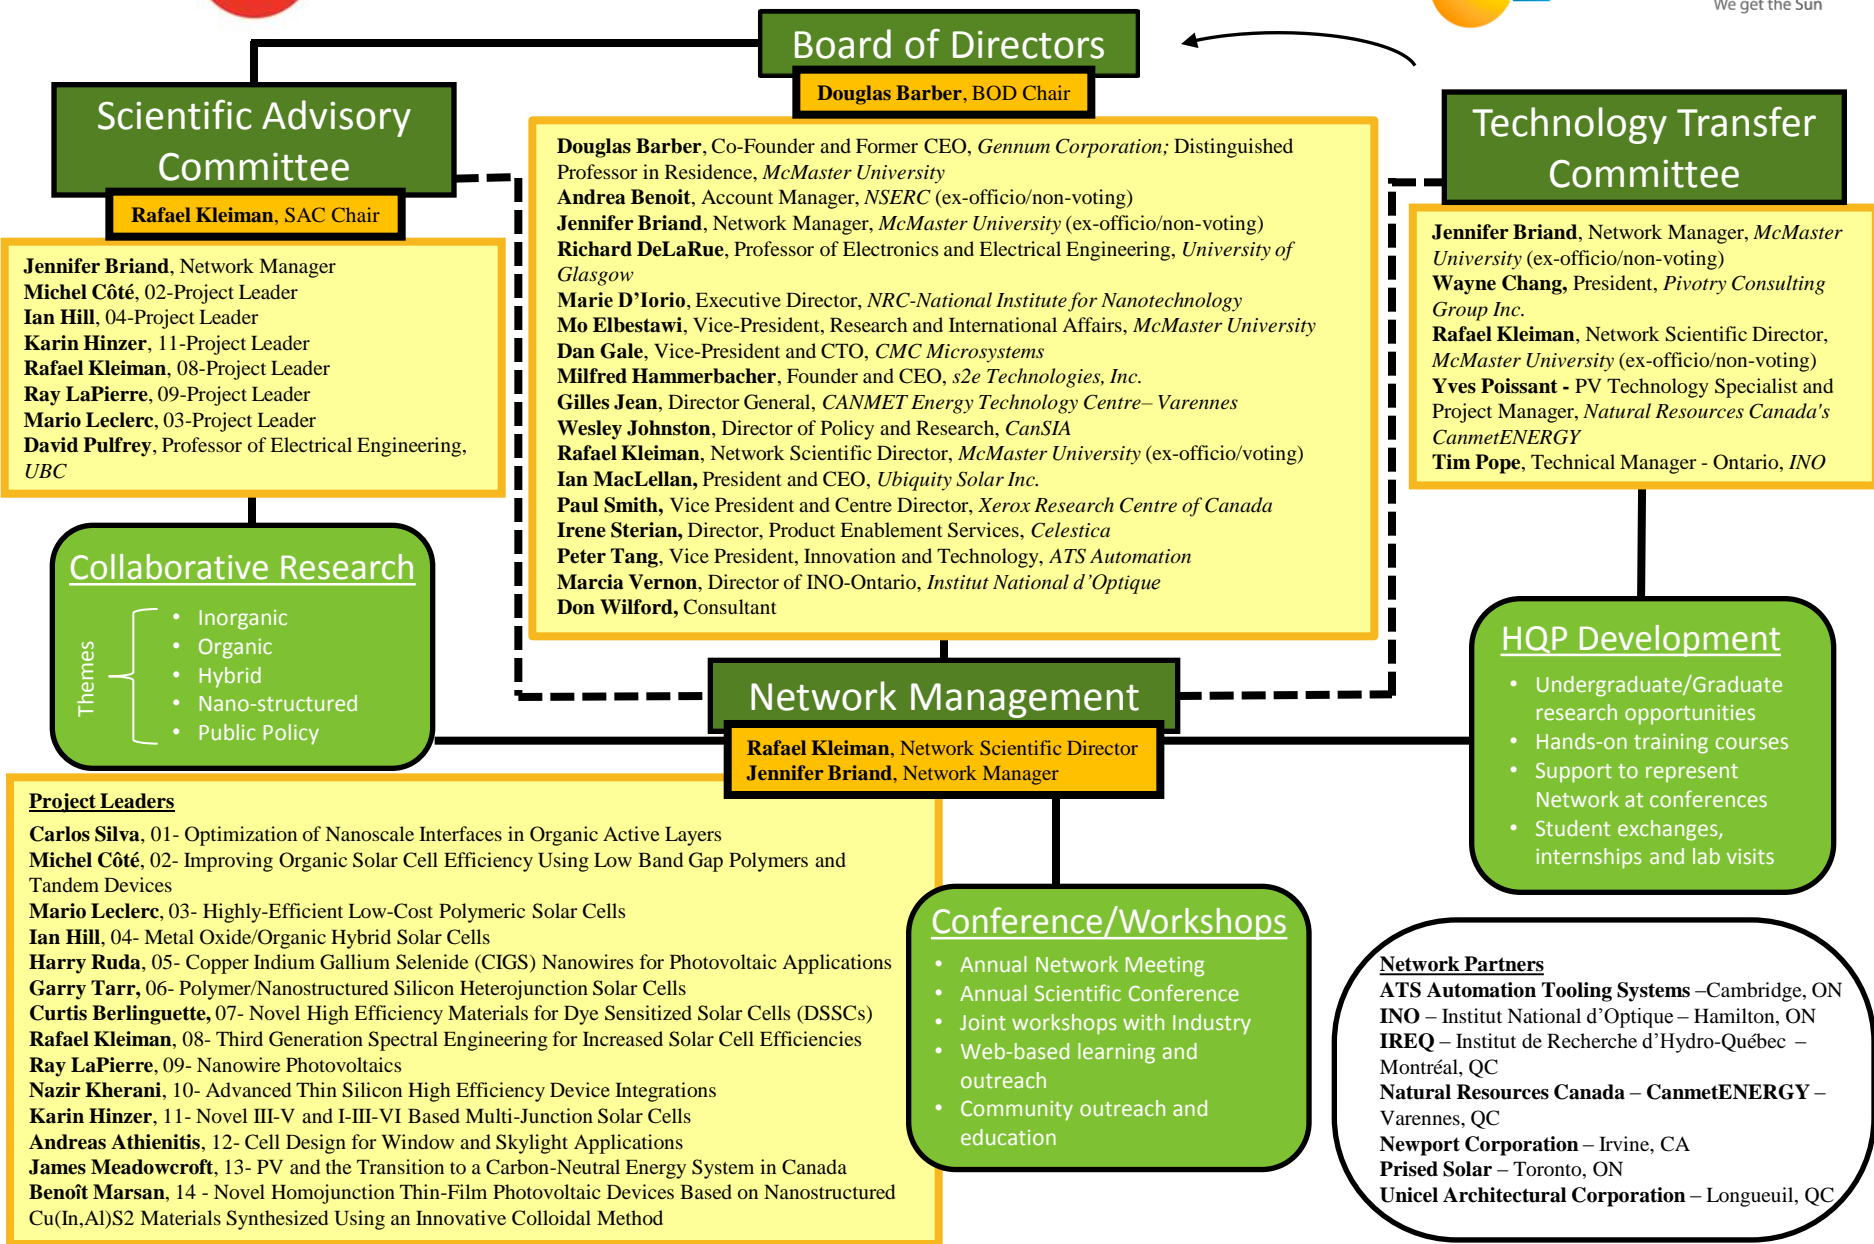 We get the Sun
Board of Directors
Douglas Barber, BOD Chair
Scientific Advisory
Committee
Rafael Kleiman, SAC Chair
Jennifer Briand, Network Manager
Michel Côté, 02-Project Leader
Ian Hill, 04-Project Leader
Karin Hinzer, 11-Project Leader
Rafael Kleiman, 08-Project Leader
Ray LaPierre, 09-Project Leader
Mario Leclerc, 03-Project Leader
David Pulfrey, Professor of Electrical Engineering,
UBC
Douglas Barber, Co-Founder and Former CEO, Gennum Corporation; Distinguished
Professor in Residence, McMaster University
Andrea Benoit, Account Manager, NSERC (ex-officio/non-voting)
Jennifer Briand, Network Manager, McMaster University (ex-officio/non-voting)
Richard DeLaRue, Professor of Electronics and Electrical Engineering, University of
Glasgow
Marie D’Iorio, Executive Director, NRC-National Institute for Nanotechnology
Mo Elbestawi, Vice-President, Research and International Affairs, McMaster University
Dan Gale, Vice-President and CTO, CMC Microsystems
Milfred Hammerbacher, Founder and CEO, s2e Technologies, Inc.
Gilles Jean, Director General, CANMET Energy Technology Centre– Varennes
Wesley Johnston, Director of Policy and Research, CanSIA
Rafael Kleiman, Network Scientific Director, McMaster University (ex-officio/voting)
Ian MacLellan, President and CEO, Ubiquity Solar Inc.
Paul Smith, Vice President and Centre Director, Xerox Research Centre of Canada
Irene Sterian, Director, Product Enablement Services, Celestica
Peter Tang, Vice President, Innovation and Technology, ATS Automation
Marcia Vernon, Director of INO-Ontario, Institut National d’Optique
Don Wilford, Consultant
Technology Transfer
Committee
Jennifer Briand, Network Manager, McMaster
University (ex-officio/non-voting)
Wayne Chang, President, Pivotry Consulting
Group Inc.
Rafael Kleiman, Network Scientific Director,
McMaster University (ex-officio/non-voting)
Yves Poissant - PV Technology Specialist and
Project Manager, Natural Resources Canada's
CanmetENERGY
Tim Pope, Technical Manager - Ontario, INO
Collaborative Research
Themes
• Inorganic
• Organic
• Hybrid
• Nano-structured
• Public Policy
Network Management
Rafael Kleiman, Network Scientific Director
Jennifer Briand, Network Manager
HQP Development
• Undergraduate/Graduate
research opportunities
• Hands-on training courses
• Support to represent
Network at conferences
• Student exchanges,
internships and lab visits
Project Leaders
Carlos Silva, 01- Optimization of Nanoscale Interfaces in Organic Active Layers
Michel Côté, 02- Improving Organic Solar Cell Efficiency Using Low Band Gap Polymers and
Tandem Devices
Mario Leclerc, 03- Highly-Efficient Low-Cost Polymeric Solar Cells
Ian Hill, 04- Metal Oxide/Organic Hybrid Solar Cells
Harry Ruda, 05- Copper Indium Gallium Selenide (CIGS) Nanowires for Photovoltaic Applications
Garry Tarr, 06- Polymer/Nanostructured Silicon Heterojunction Solar Cells
Curtis Berlinguette, 07- Novel High Efficiency Materials for Dye Sensitized Solar Cells (DSSCs)
Rafael Kleiman, 08- Third Generation Spectral Engineering for Increased Solar Cell Efficiencies
Ray LaPierre, 09- Nanowire Photovoltaics
Nazir Kherani, 10- Advanced Thin Silicon High Efficiency Device Integrations
Karin Hinzer, 11- Novel III-V and I-III-VI Based Multi-Junction Solar Cells
Andreas Athienitis, 12- Cell Design for Window and Skylight Applications
James Meadowcroft, 13- PV and the Transition to a Carbon-Neutral Energy System in Canada
Benoît Marsan, 14 - Novel Homojunction Thin-Film Photovoltaic Devices Based on Nanostructured
Cu(In,Al)S2 Materials Synthesized Using an Innovative Colloidal Method
Conference/Workshops
• Annual Network Meeting
• Annual Scientific Conference
• Joint workshops with Industry
• Web-based learning and
outreach
• Community outreach and
education
Network Partners
ATS Automation Tooling Systems –Cambridge, ON
INO – Institut National d’Optique – Hamilton, ON
IREQ – Institut de Recherche d’Hydro-Québec –
Montréal, QC
Natural Resources Canada – CanmetENERGY –
Varennes, QC
Newport Corporation – Irvine, CA
Prised Solar – Toronto, ON
Unicel Architectural Corporation – Longueuil, QC